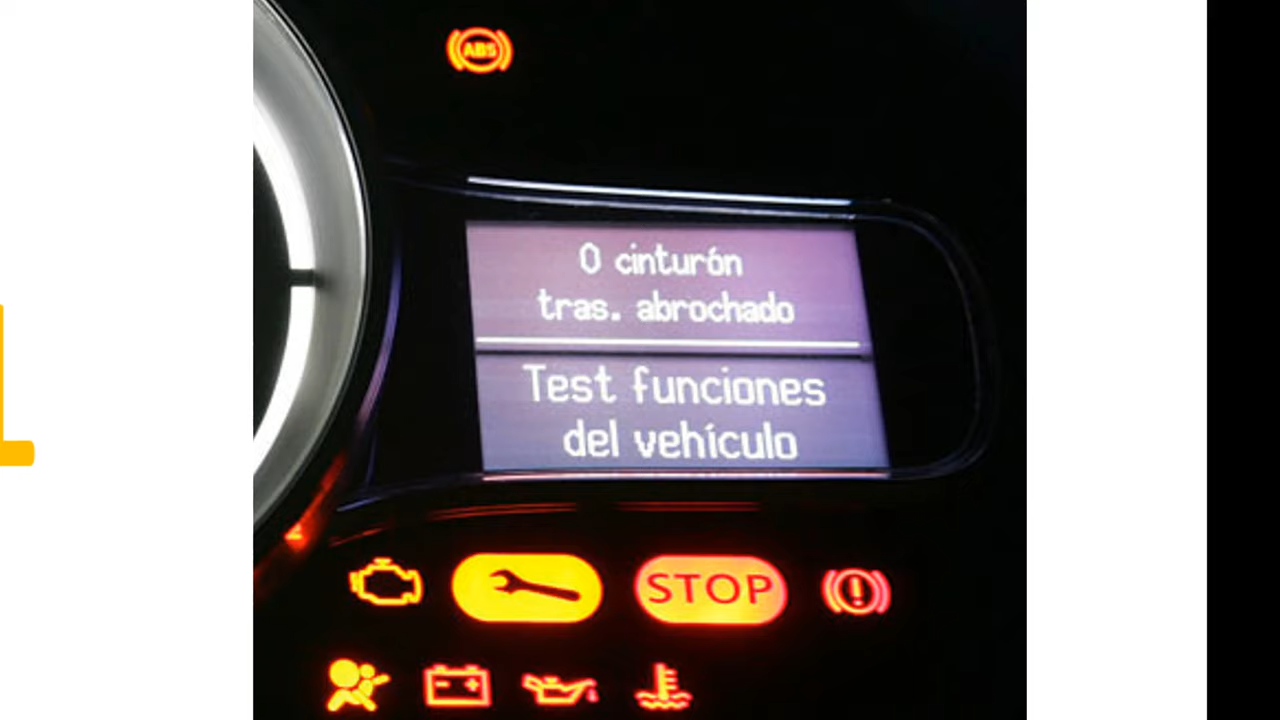 ABS
0 cinturón
tras. abrochado
Test funciones
del vehículo
STOP